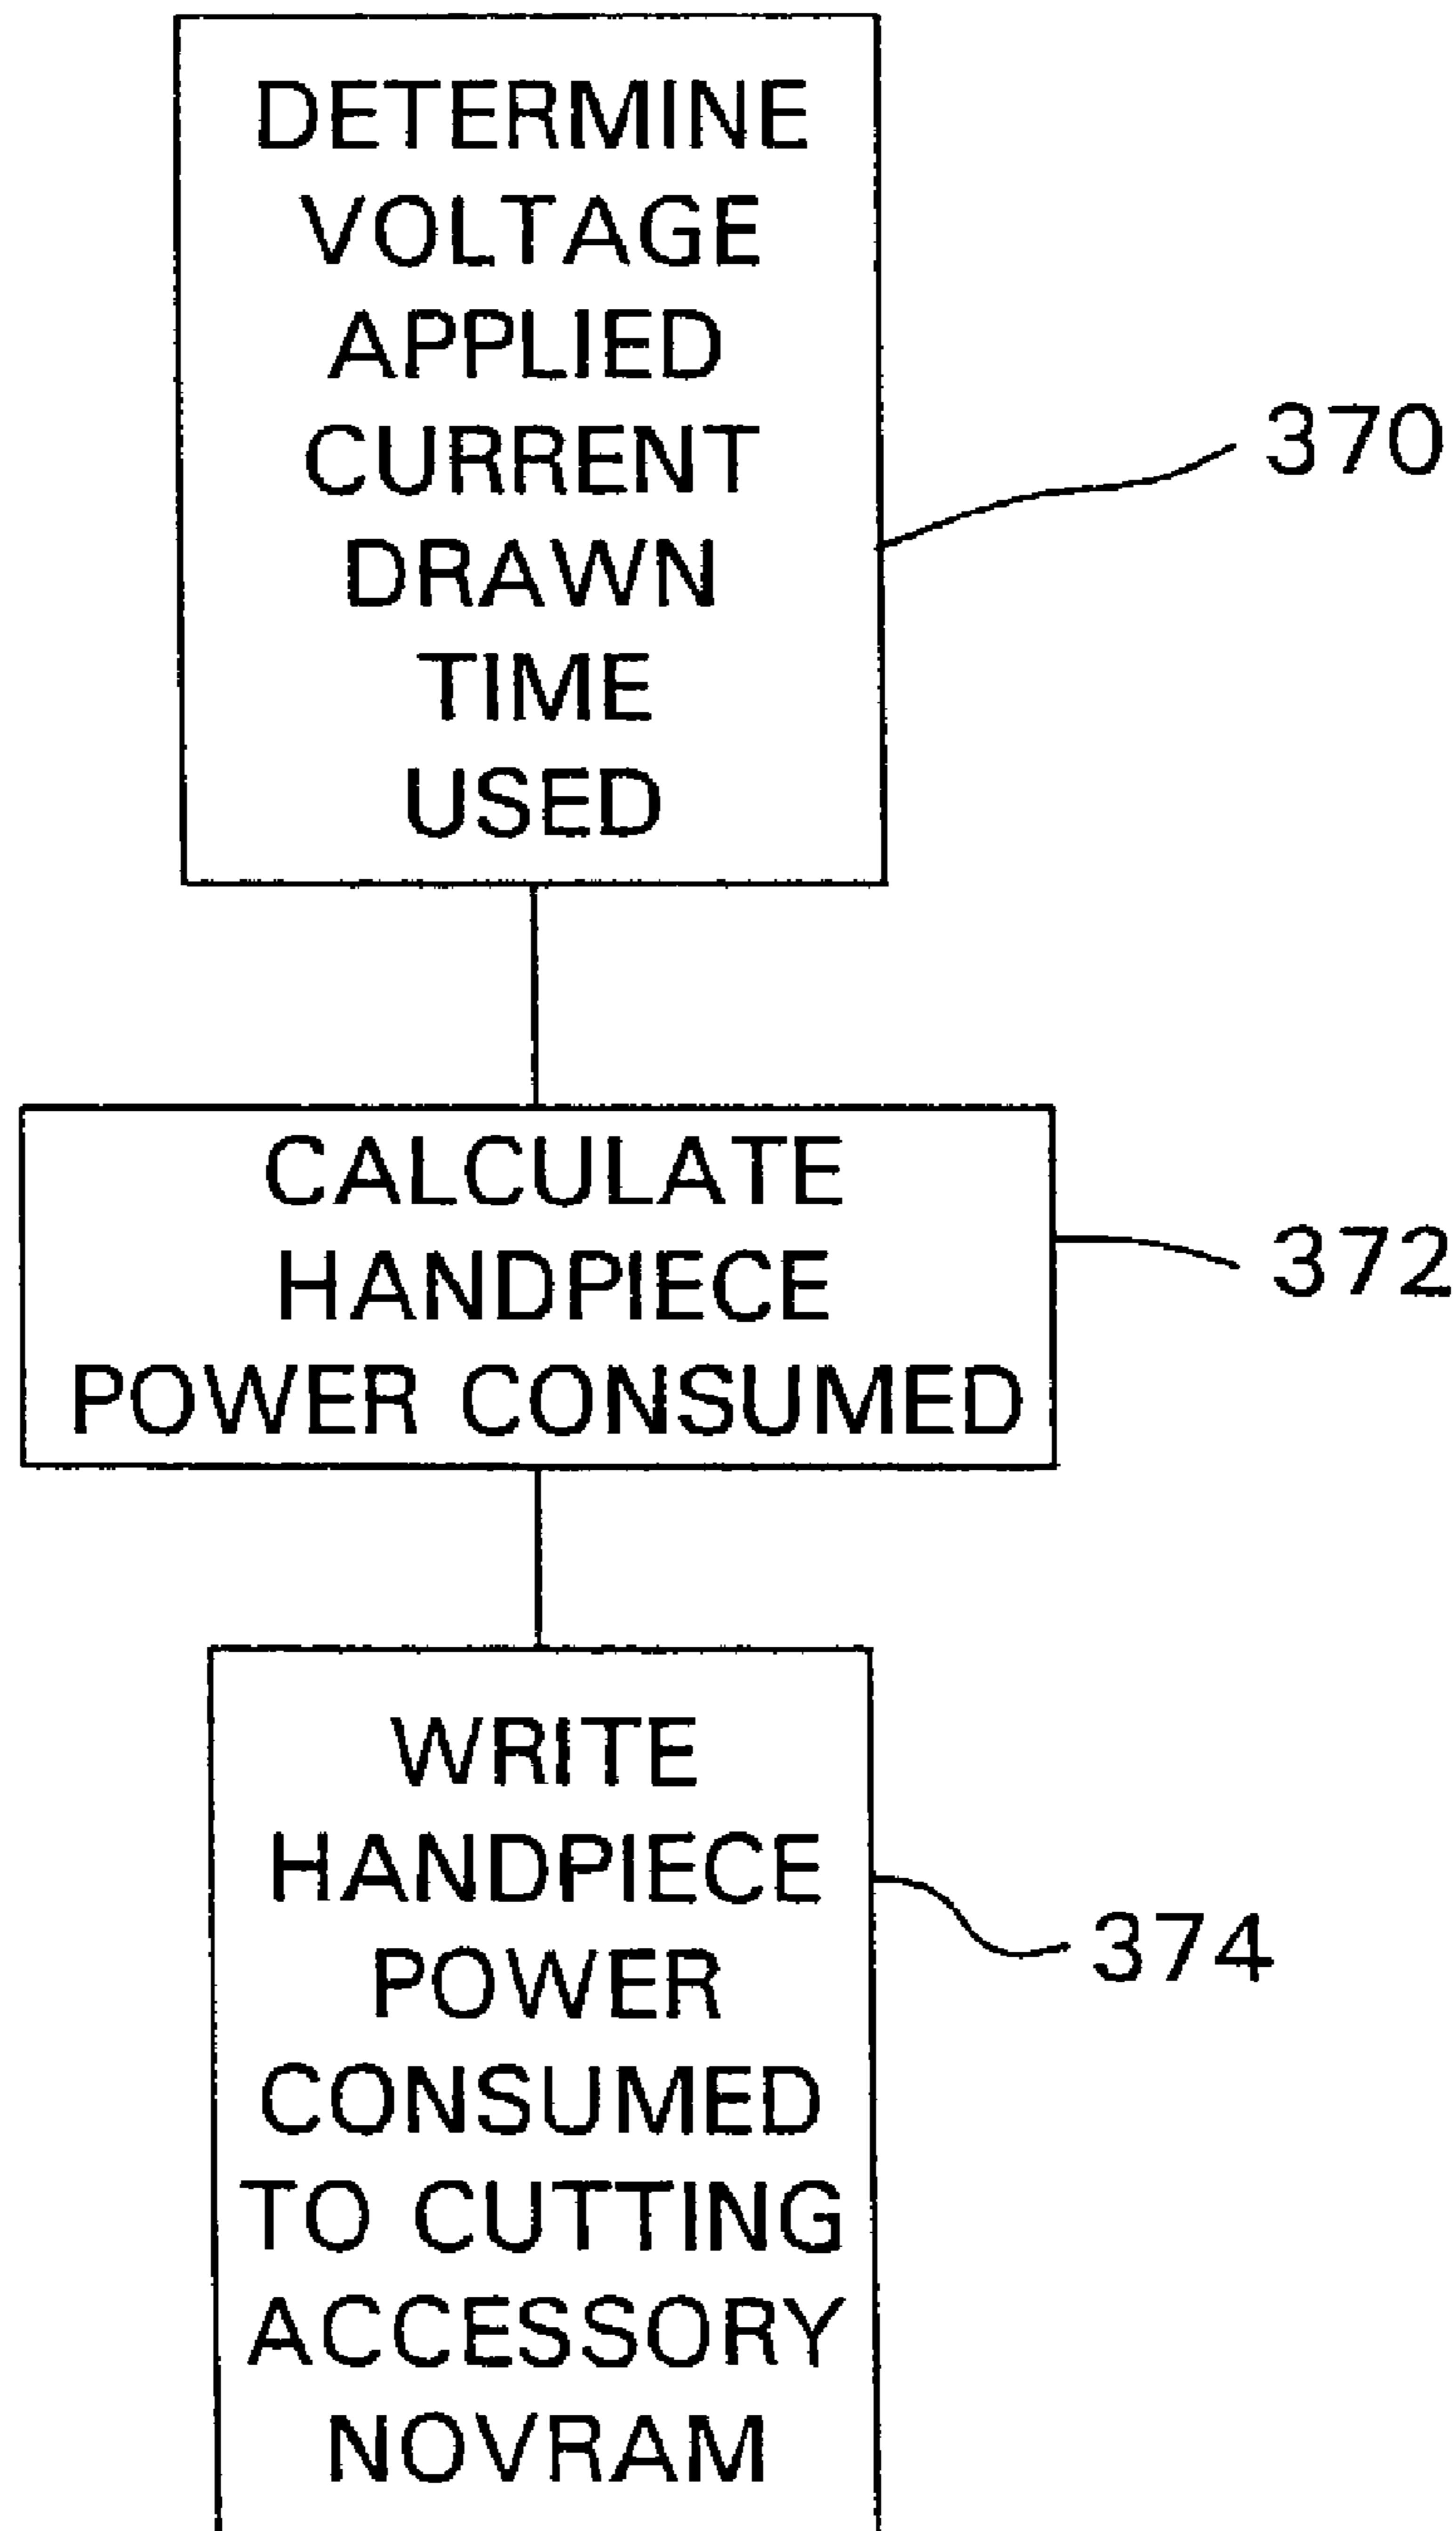 DETERMINE
VOLTAGE
APPLIED
CURRENT
DRAWN
TIME
USED
370
CALCULATE
HANDPIECE
POWER CONSUMED
372
WRITE
HANDPIECE
POWER
CONSUMED
TO CUTTING
ACCESSORY
NOVRAM
374